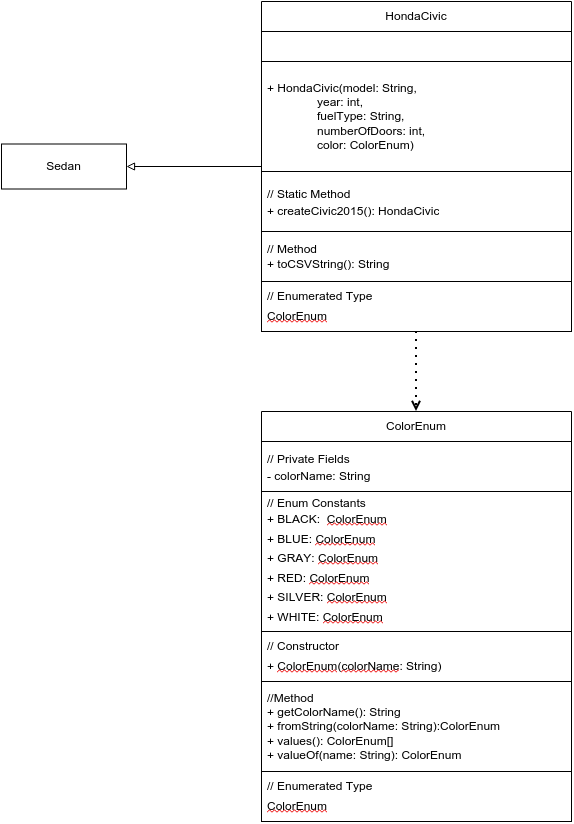 HondaCivic
+ HondaCivic(model: String,
year: int,
fuelType: String,
numberOfDoors: int,
color: ColorEnum)
Sedan
// Static Method
+ createCivic2015(): HondaCivic
// Method
+ toCSVString(): String
// Enumerated Type
ColorEnum
ColorEnum
// Private Fields
- colorName: String
// Enum Constants
+ BLACK:  ColorEnum
+ BLUE: ColorEnum
+ GRAY: ColorEnum
+ RED: ColorEnum
+ SILVER: ColorEnum
+ WHITE: ColorEnum
// Constructor
+ ColorEnum(colorName: String)
//Method
+ getColorName(): String
+ fromString(colorName: String):ColorEnum
+ values(): ColorEnum[]
+ valueOf(name: String): ColorEnum
// Enumerated Type
ColorEnum